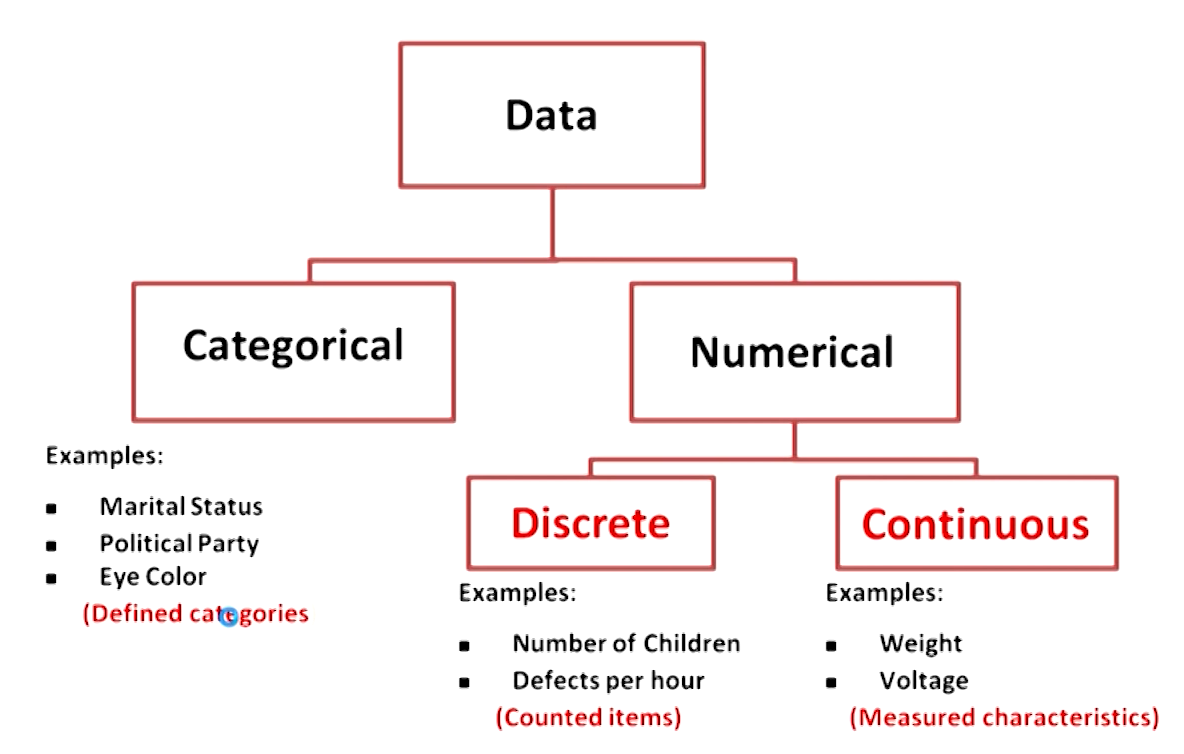 Data
Categorical
Numerical
Examples:
▪ Marital Status
▪ Political Party
▪ Eye Color
(Defined categories
Discrete
Examples:
▪ Number of Children
▪ Defects per hour
(Counted items)
Continuous
Examples:
▪ Weight
▪ Voltage
(Measured characteristics)